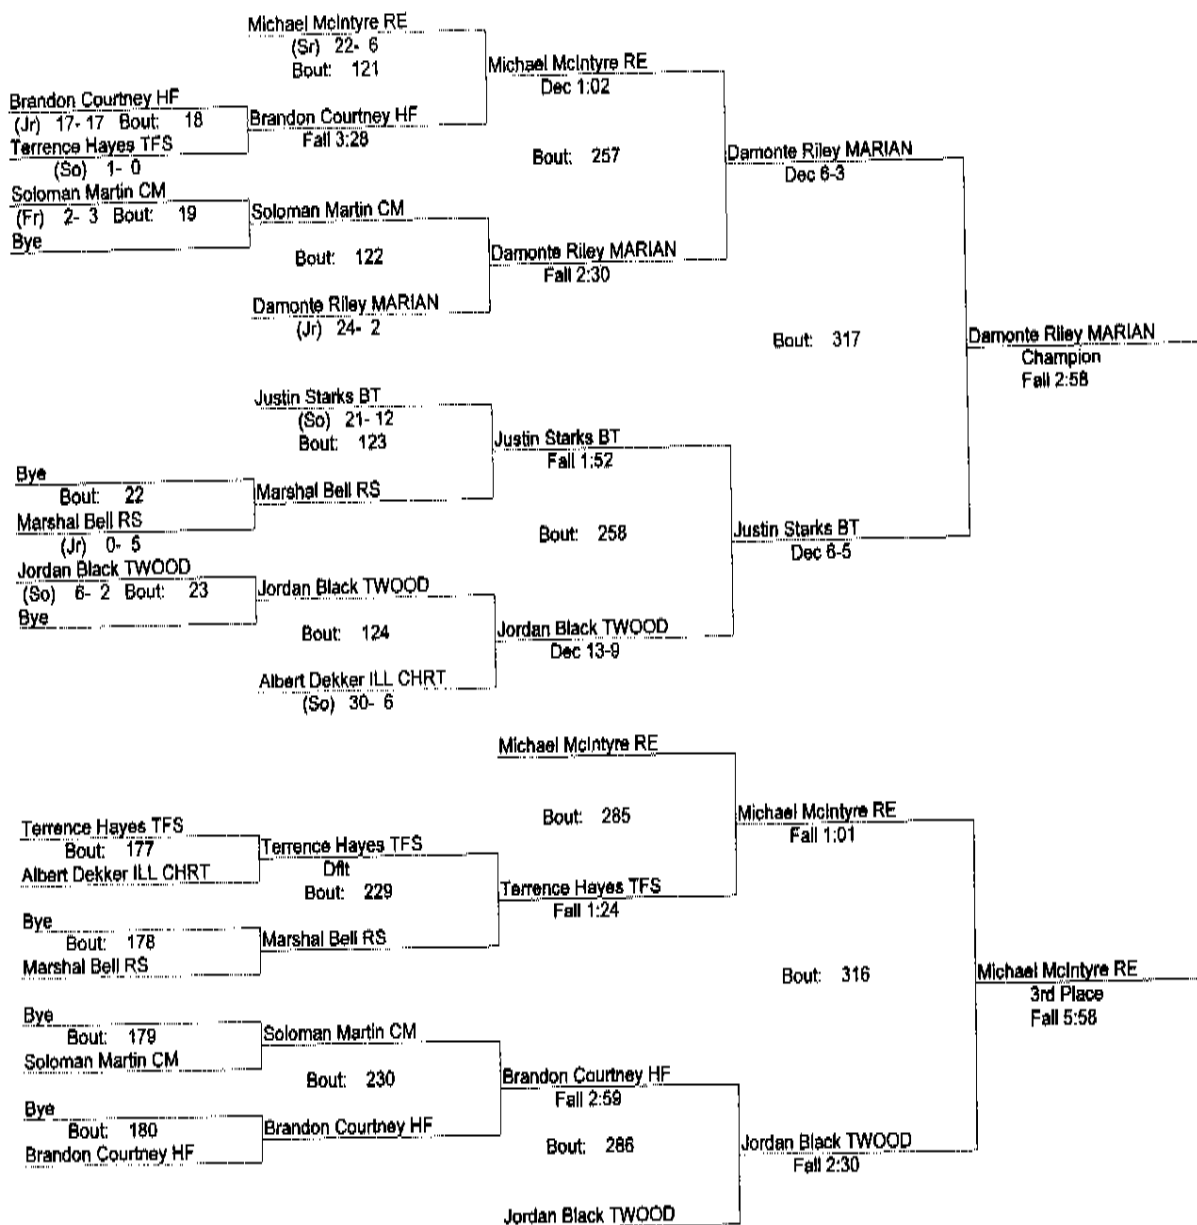 Michael McIntyre RE
(Sr) 22- 6
Bout: 121
Michael McIntyre RE
Dec 1:02
Brandon Courtney HF
(Jr) 17- 17 Bout: 18
Brandon Courtney HF
Fall 3:28
Terrence Hayes TFS
(So) 1- 0
Bout: 257
Damonte Riley MARIAN
Dec 6-3
Soloman Martin CM
(Fr) 2- 3 Bout: 19
Soloman Martin CM
Bye
Bout: 122
Damonte Riley MARIAN
Fall 2:30
Damonte Riley MARIAN
(Jr) 24- 2
Bout: 317
Damonte Riley MARIAN
Champion
Fall 2:58
Justin Starks BT
(So) 21- 12
Bout: 123
Justin Starks BT
Fall 1:52
Bye
Bout: 22
Marshal Bell RS
Marshal Bell RS
(Jr) 0- 5
Bout: 258
Justin Starks BT
Dec 6-5
Jordan Black TWOOD
(So) 6- 2 Bout: 23
Jordan Black TWOOD
Bye
Bout: 124
Jordan Black TWOOD
Dec 13-9
Albert Dekker ILL CHRT
(So) 30- 6
Michael McIntyre RE
Bout: 285
Michael McIntyre RE
Fall 1:01
Terrence Hayes TFS
Bout: 177
Terrence Hayes TFS
Dflt
Albert Dekker ILL CHRT
Bout: 229
Terrence Hayes TFS
Fall 1:24
Bye
Bout: 178
Marshal Bell RS
Marshal Bell RS
Bout: 316
Michael McIntyre RE
3rd Place
Fall 5:58
Bye
Bout: 179
Soloman Martin CM
Soloman Martin CM
Bout: 230
Brandon Courtney HF
Fall 2:59
Bye
Bout: 180
Brandon Courtney HF
Brandon Courtney HF
Bout: 286
Jordan Black TWOOD
Fall 2:30
Jordan Black TWOOD